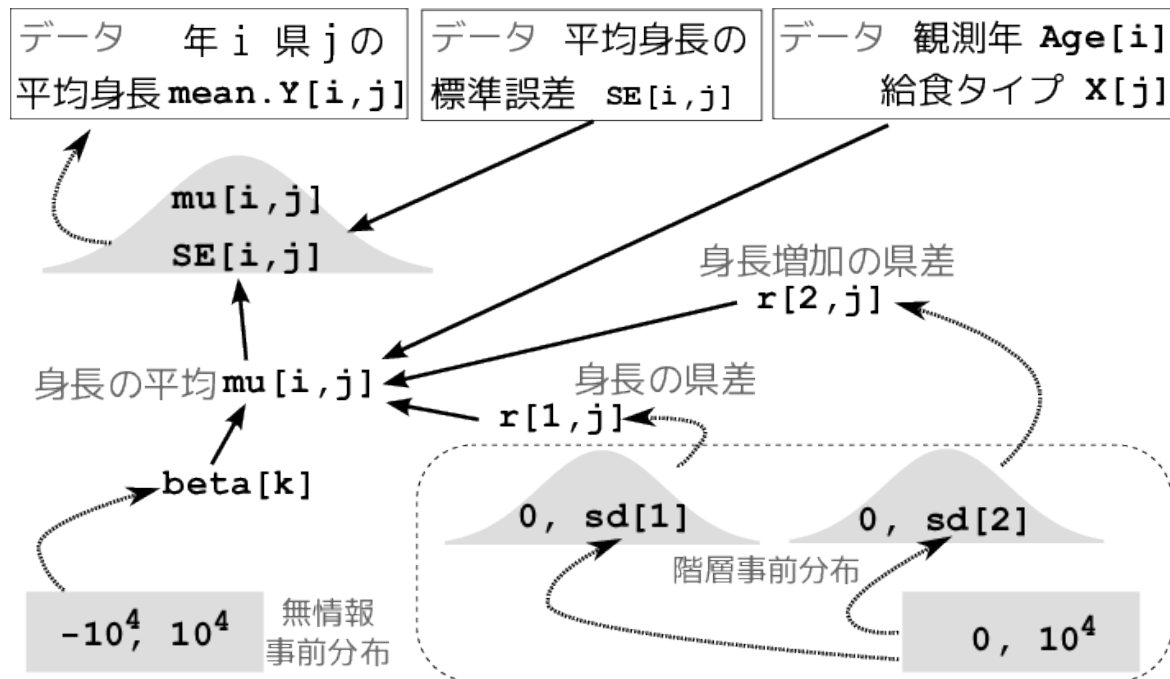 データ 年 i 県 j の
平均身長 mean.Y[i,j]
データ 平均身長の
標準誤差 SE[i,j]
データ 観測年 Age[i]
給食タイプ X[j]
mu[i,j]
SE[i,j]
身長増加の県差
r[2,j]
身長の平均 mu[i,j]
身長の県差
r[1,j]
beta[k]
0, sd[1]
0, sd[2]
階層事前分布
-10⁴, 10⁴
無情報
事前分布
0, 10⁴